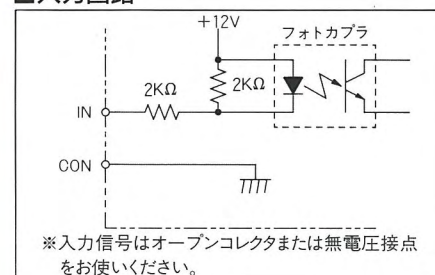 ■入力回路
+12V
フォトカプラ
2KΩ
2KΩ
IN
CON
※入力信号はオープンコレクタまたは無電圧接点
をお使いください。